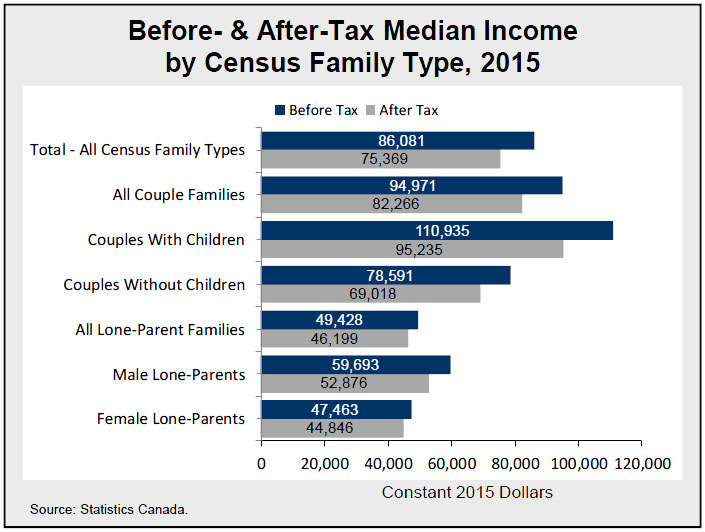 Before- & After-Tax Median Income
by Census Family Type, 2015
Before Tax After Tax
Total - All Census Family Types 86,081
75,369
All Couple Families 94,971
82,266
Couples With Children 110,935
95,235
Couples Without Children 78,591
69,018
All Lone-Parent Families 49,428
46,199
Male Lone-Parents 59,693
52,876
Female Lone-Parents 47,463
44,846
0 20,000 40,000 60,000 80,000 100,000 120,000
Constant 2015 Dollars
Source: Statistics Canada.